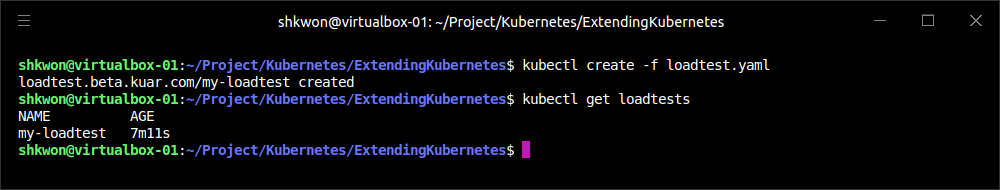 shkwon@virtualbox-01: ~/Project/Kubernetes/ExtendingKubernetes
shkwon@virtualbox-01:~/Project/Kubernetes/ExtendingKubernetes$ kubectl create -f loadtest.yaml
loadtest.beta.kuar.com/my-loadtest created
shkwon@virtualbox-01:~/Project/Kubernetes/ExtendingKubernetes$ kubectl get loadtests
NAME          AGE
my-loadtest   7m11s
shkwon@virtualbox-01:~/Project/Kubernetes/ExtendingKubernetes$